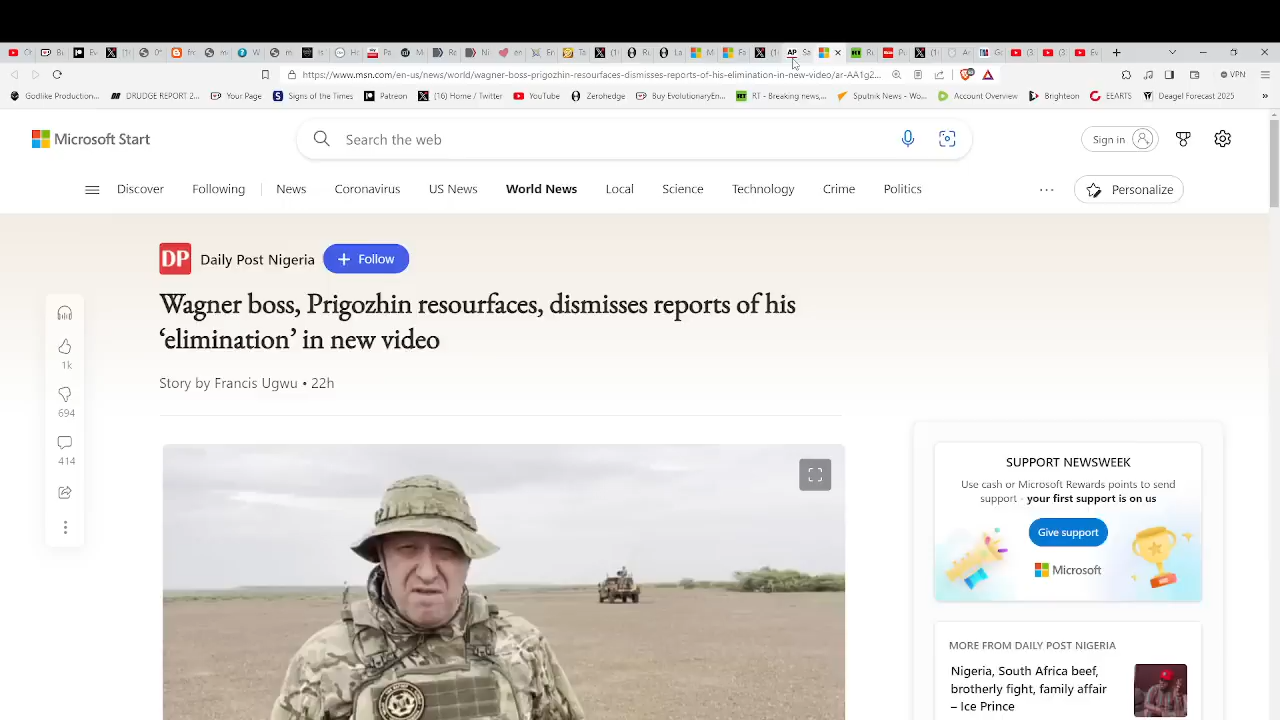 https://www.msn.com/en-us/news/world/wagner-boss-prigozhin-resourfaces-dismisses-reports-of-his-elimination-in-new-video/ar-AA1g2...
VPN
Godlike Production...
DRUDGE REPORT 2...
Your Page
Signs of the Times
Patreon
(16) Home / Twitter
YouTube
Zerohedge
Buy EvolutionaryEn...
RT - Breaking news,...
Sputnik News - Wo...
Account Overview
Brighton
EEARTS
Deagel Forecast 2025
»
Microsoft Start
Search the web
Sign in
Discover
Following
News
Coronavirus
US News
World News
Local
Science
Technology
Crime
Politics
...
Personalize
DP
Daily Post Nigeria
+ Follow
Wagner boss, Prigozhin resourfaces, dismisses reports of his
‘elimination’ in new video
Story by Francis Ugwu • 22h
1k
694
414
SUPPORT NEWSWEEK
Use cash or Microsoft Rewards points to send
support - your first support is on us
Give support
Microsoft
MORE FROM DAILY POST NIGERIA
Nigeria, South Africa beef,
brotherly fight, family affair
– Ice Prince